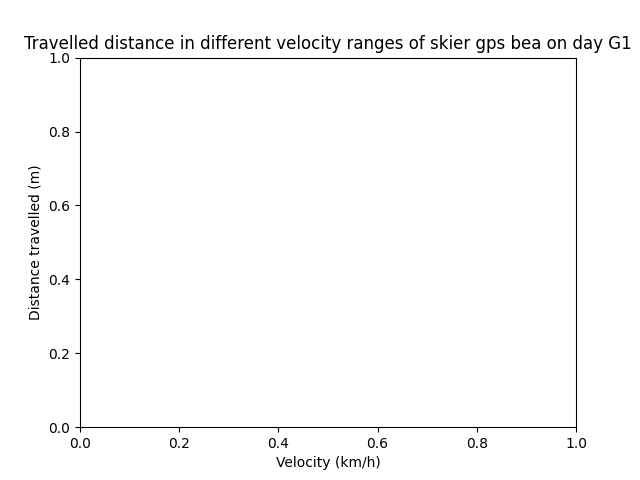 Travelled distance in different velocity ranges of skier gps bea on day G1
1.0
0.8
0.6
0.4
0.2
0.0
Distance travelled (m)
0.0 0.2 0.4 0.6 0.8 1.0
Velocity (km/h)